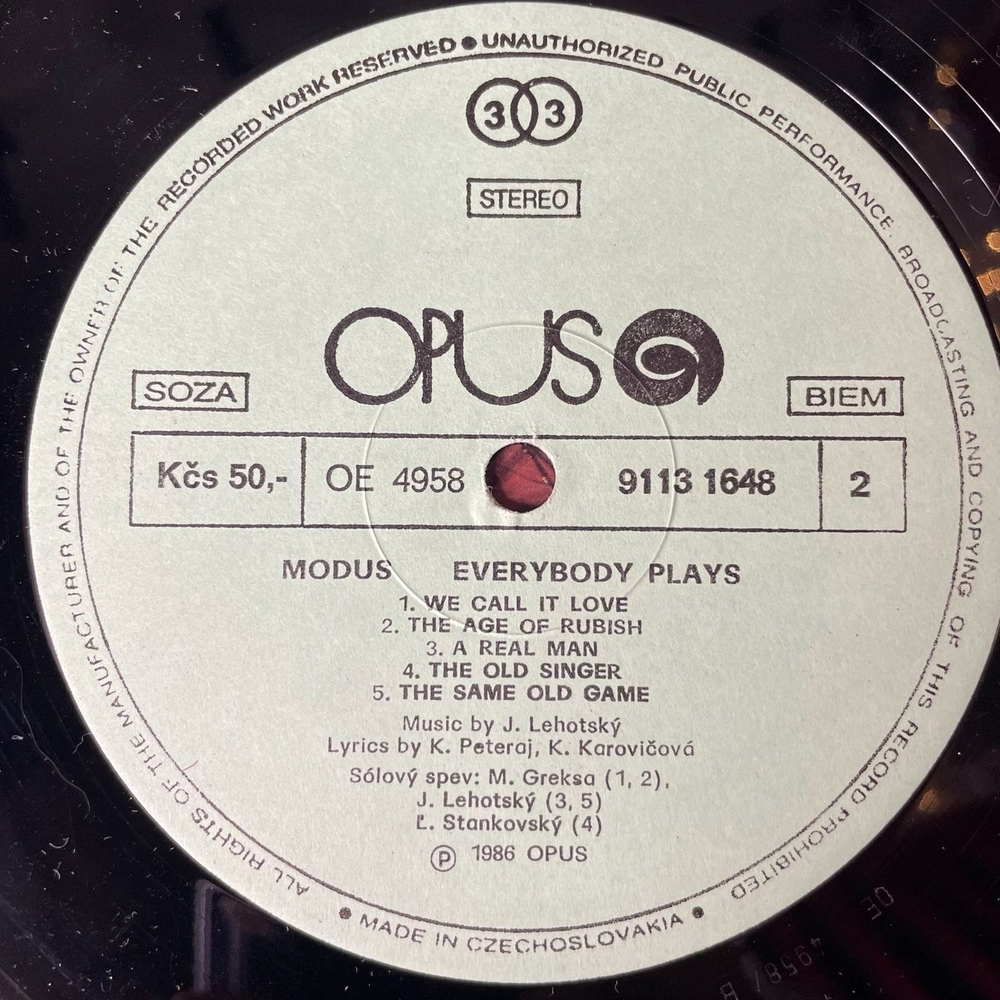 ALL RIGHTS OF THE MANUFACTURER AND OF THE OWNER OF THE RECORDED WORK RESERVED ● UNAUTHORIZED PUBLIC PERFORMANCE. BROADCASTING AND COPYING OF THIS RECORD PROHIBITED
33
STEREO
OPUS
SOZA
BIEM
Kčs 50,- OE 4958 9113 1648 2
MODUS EVERYBODY PLAYS
1. WE CALL IT LOVE
2. THE AGE OF RUBISH
3. A REAL MAN
4. THE OLD SINGER
5. THE SAME OLD GAME
Music by J. Lehotský
Lyrics by K. Peteraj, K. Karovičová
Sólový spev: M. Greksa (1, 2),
J. Lehotský (3, 5)
Ľ. Stankovský (4)
Ⓟ 1986 OPUS
● MADE IN CZECHOSLOVAKIA ●
OE 4958/ B